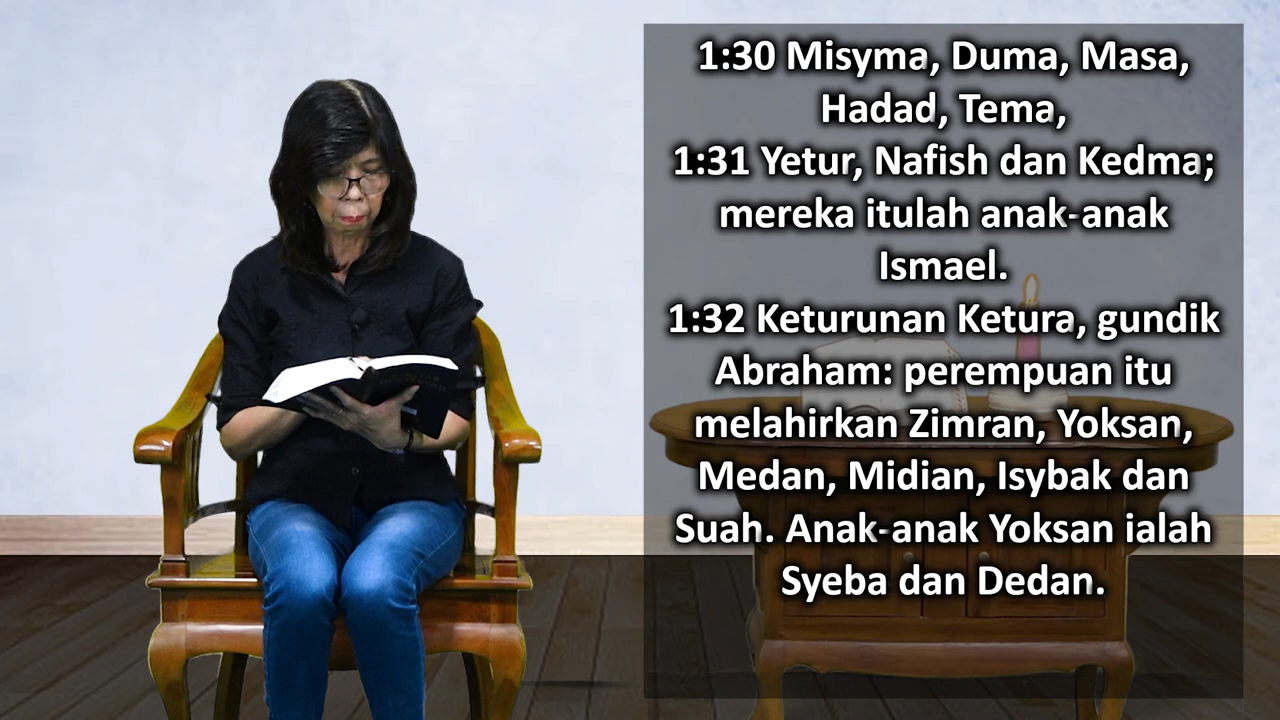 1:30 Misyma, Duma, Masa,
Hadad, Tema,
1:31 Yetur, Nafish dan Kedma;
mereka itulah anak-anak
Ismael.
1:32 Keturunan Ketura, gundik
Abraham: perempuan itu
melahirkan Zimran, Yoksan,
Medan, Midian, Isybak dan
Suah. Anak-anak Yoksan ialah
Syeba dan Dedan.